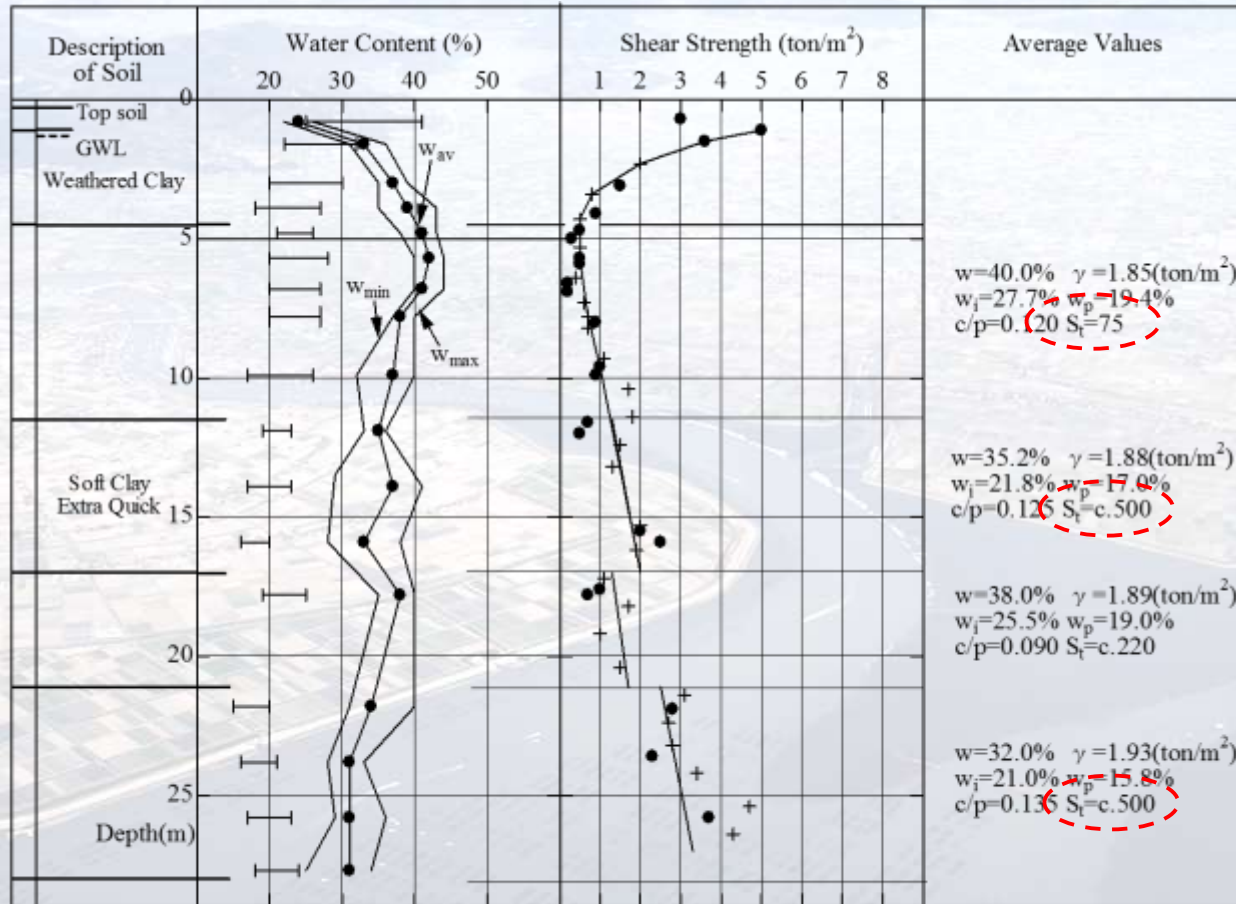 Description
of Soil
Water Content (%)
20 30 40 50
Shear Strength (ton/m²)
1 2 3 4 5 6 7 8
Average Values
0
Top soil
GWL
w_av
Weathered Clay
5
w=40.0% γ=1.85(ton/m²)
w_i=27.7% w_p=19.4%
c/p=0.120 S_t=75
w_min
w_max
10
w=35.2% γ=1.88(ton/m²)
w_i=21.8% w_p=17.0%
c/p=0.125 S_t=c.500
Soft Clay
Extra Quick
15
w=38.0% γ=1.89(ton/m²)
w_i=25.5% w_p=19.0%
c/p=0.090 S_t=c.220
20
w=32.0% γ=1.93(ton/m²)
w_i=21.0% w_p=15.8%
c/p=0.135 S_t=c.500
25
Depth(m)